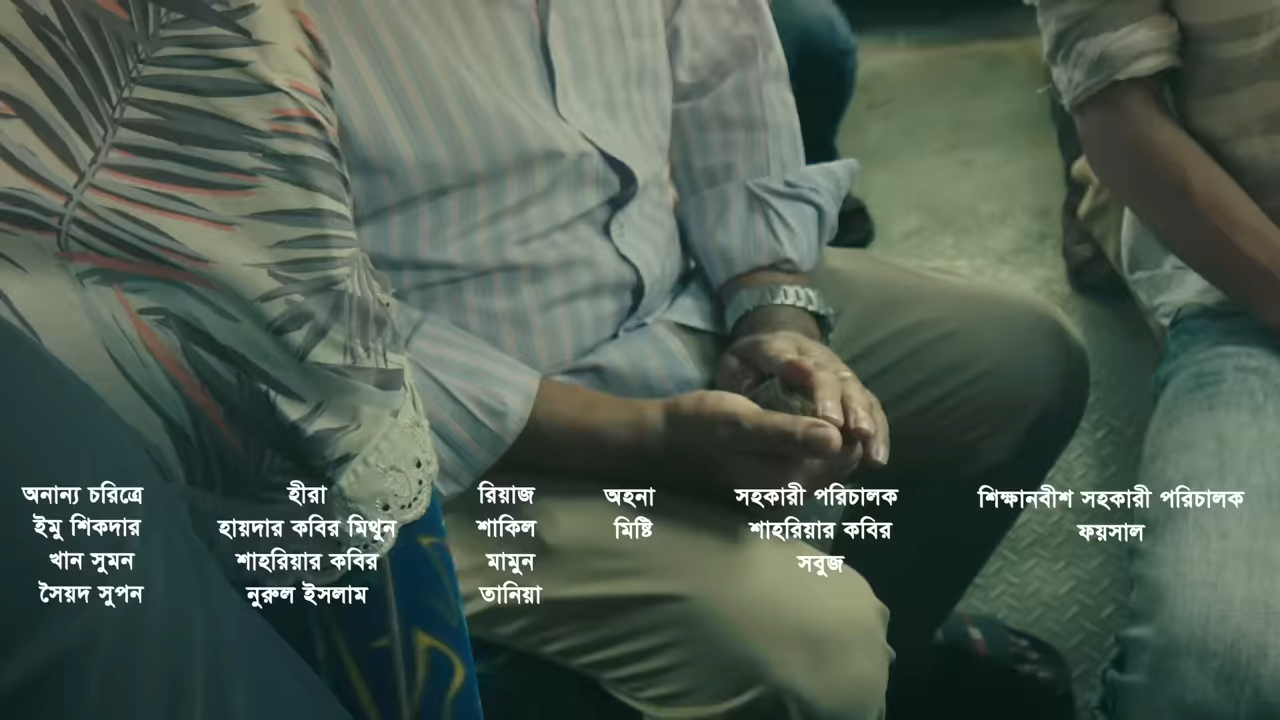 অনান্য চরিত্রে
ইমু শিকদার
খান সুমন
সৈয়দ সুপন
হীরা
হায়দার কবির মিথুন
শাহরিয়ার কবির
নুরুল ইসলাম
রিয়াজ
শাকিল
মামুন
তানিয়া
অহনা
মিষ্টি
সহকারী পরিচালক
শাহরিয়ার কবির
সবুজ
শিক্ষানবীশ সহকারী পরিচালক
ফয়সাল